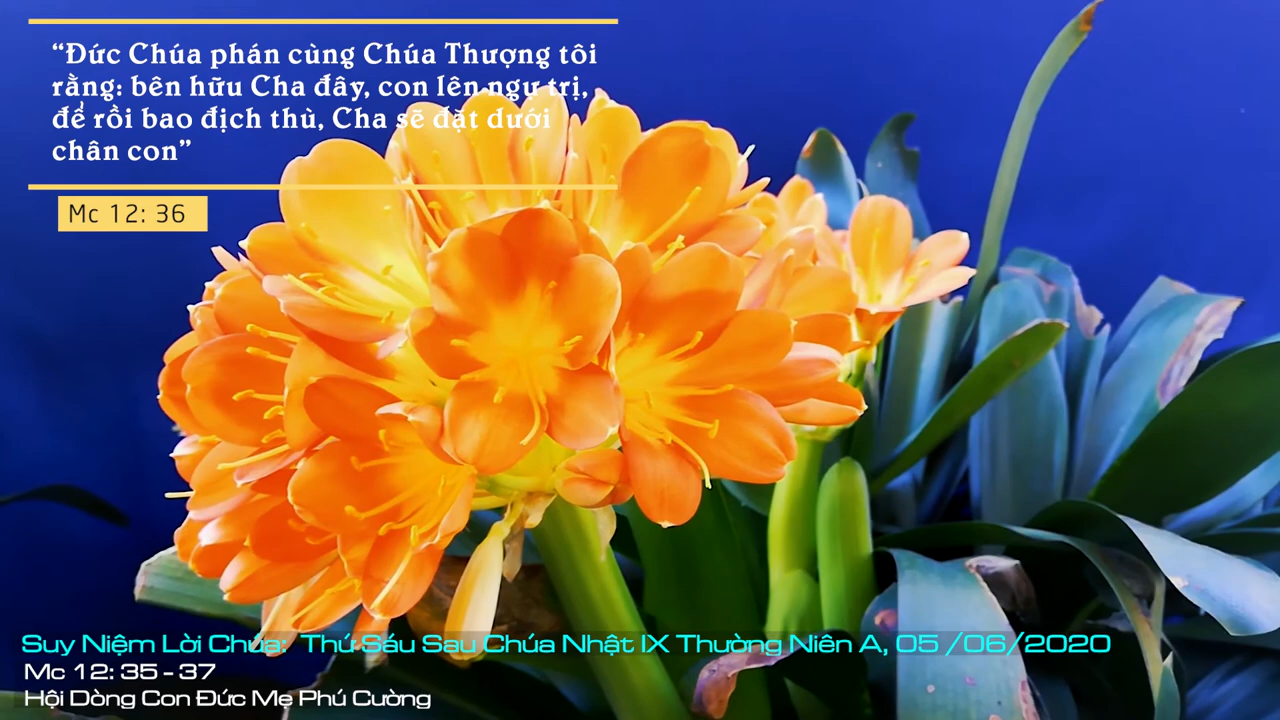 “Đức Chúa phán cùng Chúa Thượng tôi
rằng: bên hữu Cha đây, con lên ngự trị,
để rồi bao địch thù, Cha sẽ đặt dưới
chân con”
Mc 12: 36
Suy Niệm Lời Chúa: Thứ Sáu Sau Chúa Nhật IX Thường Niên A, 05 /06/2020
Mc 12: 35 - 37
Hội Dòng Con Đức Mẹ Phú Cường